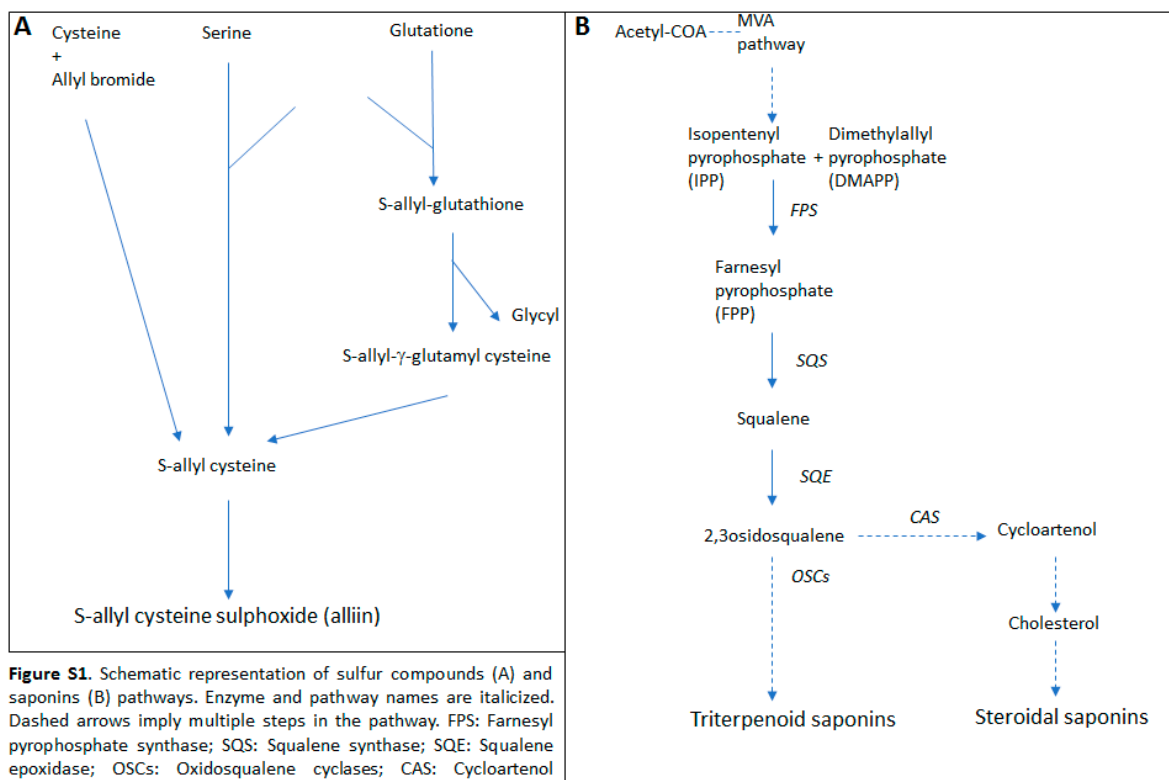 A
Cysteine
+
Allyl bromide
Serine
Glutatione
S-allyl-glutathione
Glycyl
S-allyl-γ-glutamyl cysteine
S-allyl cysteine
S-allyl cysteine sulphoxide (alliin)
Figure S1. Schematic representation of sulfur compounds (A) and
saponins (B) pathways. Enzyme and pathway names are italicized.
Dashed arrows imply multiple steps in the pathway. FPS: Farnesyl
pyrophosphate synthase; SQS: Squalene synthase; SQE: Squalene
epoxidase; OSCs: Oxidosqualene cyclases; CAS: Cycloartenol
B
Acetyl-COA
MVA
pathway
Isopentenyl
pyrophosphate
(IPP)
+
Dimethylallyl
pyrophosphate
(DMAPP)
FPS
Farnesyl
pyrophosphate
(FPP)
SQS
Squalene
SQE
2,3osidosqualene
CAS
Cycloartenol
OSCs
Cholesterol
Triterpenoid saponins
Steroidal saponins